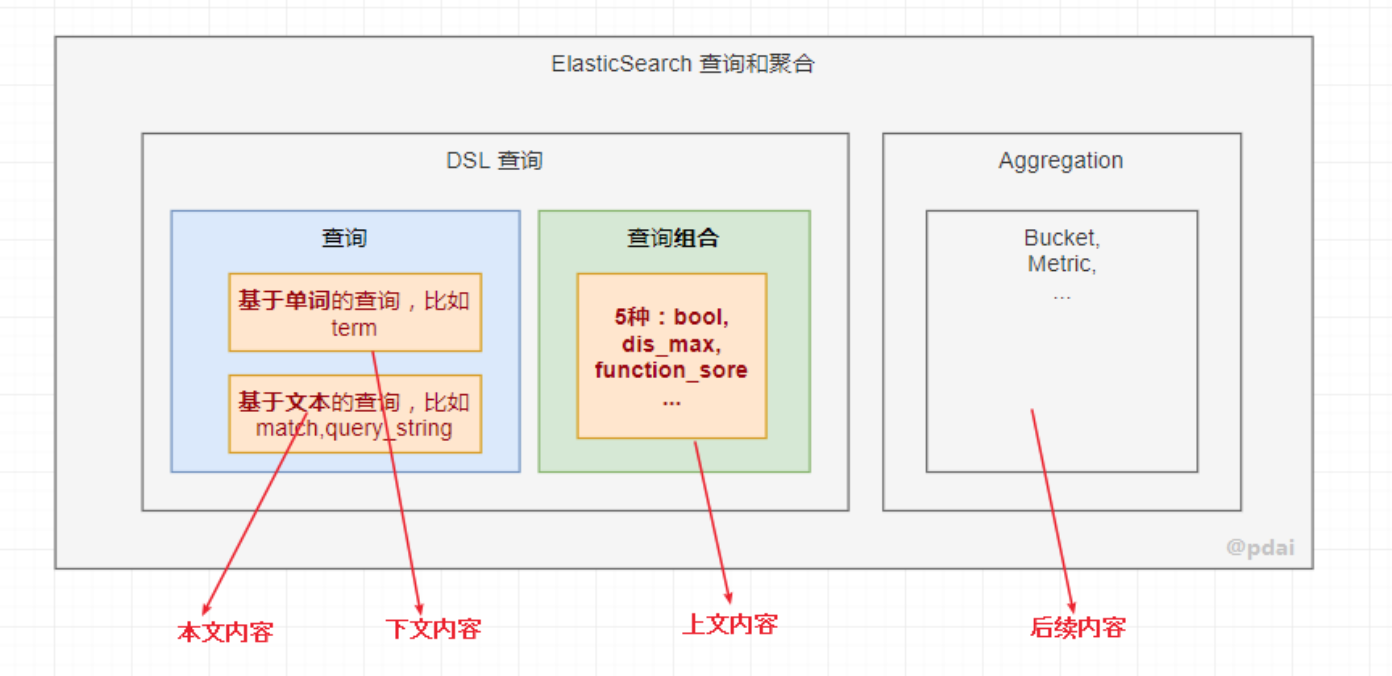 ElasticSearch 查询和聚合
DSL 查询
查询
基于单词的查询，比如
term
基于文本的查询，比如
match,query_string
查询组合
5种：bool,
dis_max,
function_sore
...
Aggregation
Bucket,
Metric,
...
@pdai
本文内容
下文内容
上文内容
后续内容